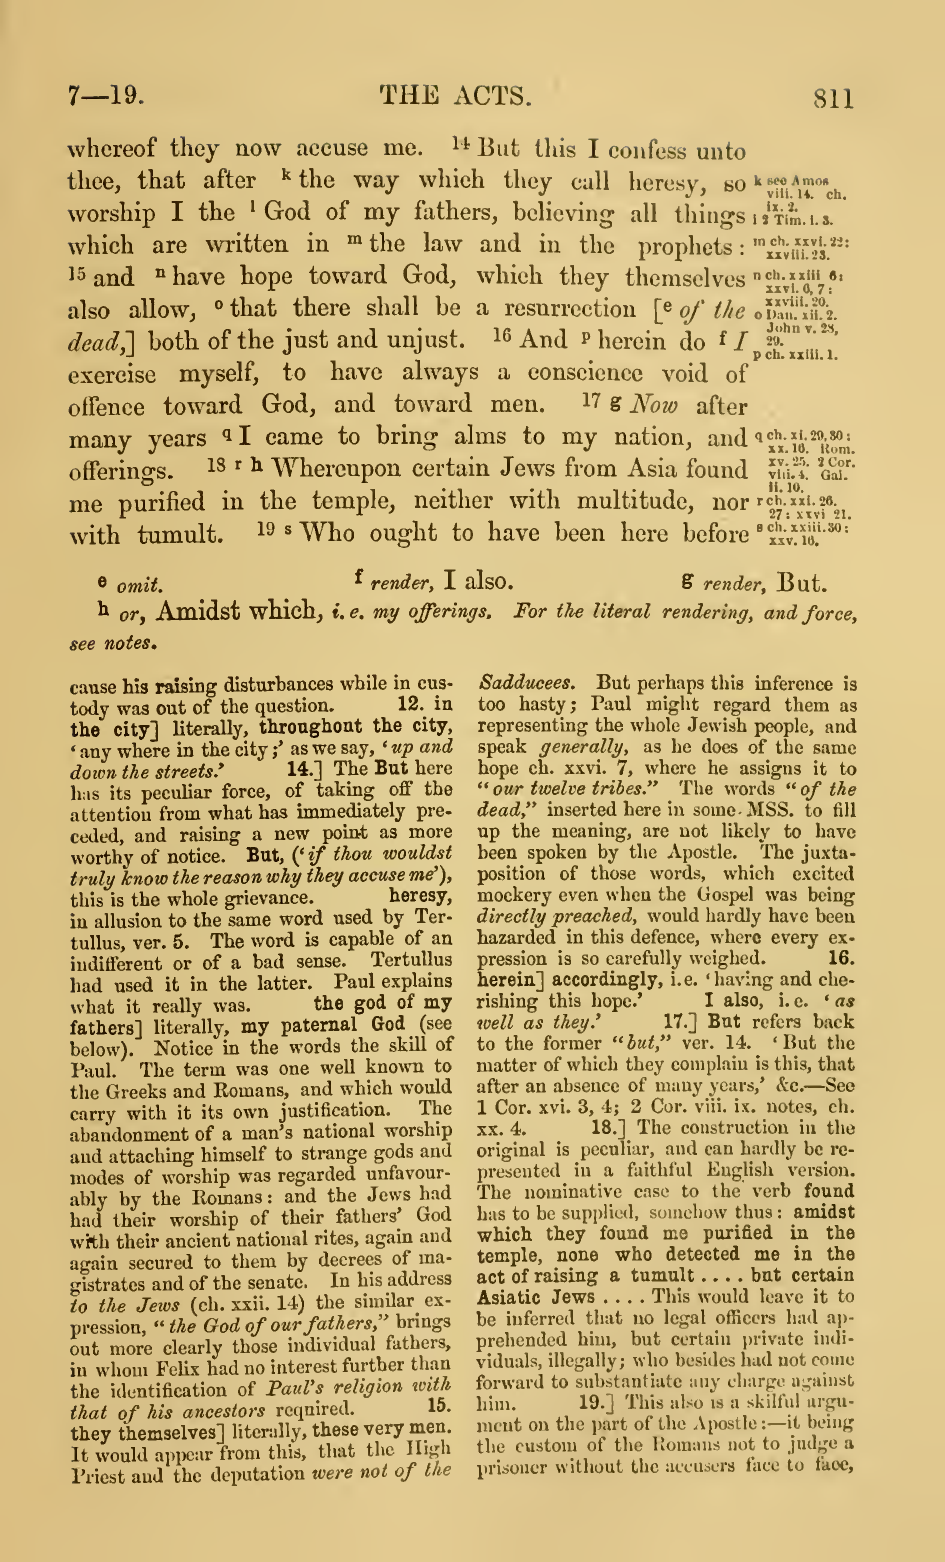 7—19.
THE ACTS.
811
whereof they now accuse me. 14 But this I confess unto
thee, that after k the way which they call heresy, so
worship I the l God of my fathers, believing all things
which are written in m the law and in the prophets :
15 and n have hope toward God, which they themselves
also allow, o that there shall be a resurrection [e of the
dead,] both of the just and unjust. 16 And p herein do f I
exercise myself, to have always a conscience void of
offence toward God, and toward men. 17 g Now after
many years q I came to bring alms to my nation, and
offerings. 18 r h Whereupon certain Jews from Asia found
me purified in the temple, neither with multitude, nor
with tumult. 19 s Who ought to have been here before
k see Amos
viii. 14. ch.
ix. 2.
l 2 Tim. i. 3.
m ch. xxvi. 22:
xxviii. 23.
n ch. xxiii 6:
xxvi. 6, 7:
xxviii. 20.
o Dan. xii. 2.
John v. 28,
29.
p ch. xxiii. 1.
q ch. xi. 29, 30:
xx. 16. Rom.
xv. 25. 2 Cor.
viii. 4. Gal.
ii. 10.
r ch. xxi. 26,
27: xxvi 21.
s ch. xxiii. 30:
xxv. 16.
e omit.
f render, I also.
g render, But.
h or, Amidst which, i. e. my offerings. For the literal rendering, and force,
see notes.
cause his raising disturbances while in cus-
tody was out of the question. 12. in
the city] literally, throughout the city,
‘any where in the city;’ as we say, ‘up and
down the streets.’ 14.] The But here
has its peculiar force, of taking off the
attention from what has immediately pre-
ceded, and raising a new point as more
worthy of notice. But, (‘if thou wouldst
truly know the reason why they accuse me’),
this is the whole grievance. heresy,
in allusion to the same word used by Ter-
tullus, ver. 5. The word is capable of an
indifferent or of a bad sense. Tertullus
had used it in the latter. Paul explains
what it really was. the god of my
fathers] literally, my paternal God (see
below). Notice in the words the skill of
Paul. The term was one well known to
the Greeks and Romans, and which would
carry with it its own justification. The
abandonment of a man's national worship
and attaching himself to strange gods and
modes of worship was regarded unfavour-
ably by the Romans: and the Jews had
had their worship of their fathers' God
with their ancient national rites, again and
again secured to them by decrees of ma-
gistrates and of the senate. In his address
to the Jews (ch. xxii. 14) the similar ex-
pression, “the God of our fathers,” brings
out more clearly those individual fathers,
in whom Felix had no interest further than
the identification of Paul's religion with
that of his ancestors required. 15.
they themselves] literally, these very men.
It would appear from this, that the High
Priest and the deputation were not of the
Sadducees. But perhaps this inference is
too hasty; Paul might regard them as
representing the whole Jewish people, and
speak generally, as he does of the same
hope ch. xxvi. 7, where he assigns it to
“our twelve tribes.” The words “of the
dead,” inserted here in some MSS. to fill
up the meaning, are not likely to have
been spoken by the Apostle. The juxta-
position of those words, which excited
mockery even when the Gospel was being
directly preached, would hardly have been
hazarded in this defence, where every ex-
pression is so carefully weighed. 16.
herein] accordingly, i.e. ‘having and che-
rishing this hope.’ I also, i. e. ‘as
well as they.’ 17.] But refers back
to the former “but,” ver. 14. ‘But the
matter of which they complain is this, that
after an absence of many years,’ &c.—See
1 Cor. xvi. 3, 4; 2 Cor. viii. ix. notes, ch.
xx. 4. 18.] The construction in the
original is peculiar, and can hardly be re-
presented in a faithful English version.
The nominative case to the verb found
has to be supplied, somehow thus: amidst
which they found me purified in the
temple, none who detected me in the
act of raising a tumult . . . . but certain
Asiatic Jews . . . . This would leave it to
be inferred that no legal officers had ap-
prehended him, but certain private indi-
viduals, illegally; who besides had not come
forward to substantiate any charge against
him. 19.] This also is a skilful argu-
ment on the part of the Apostle:—it being
the custom of the Romans not to judge a
prisoner without the accusers face to face,